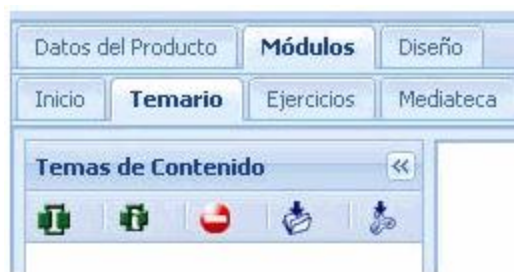 Datos del Producto Módulos Diseño
Inicio Temario Ejercicios Mediateca
Temas de Contenido